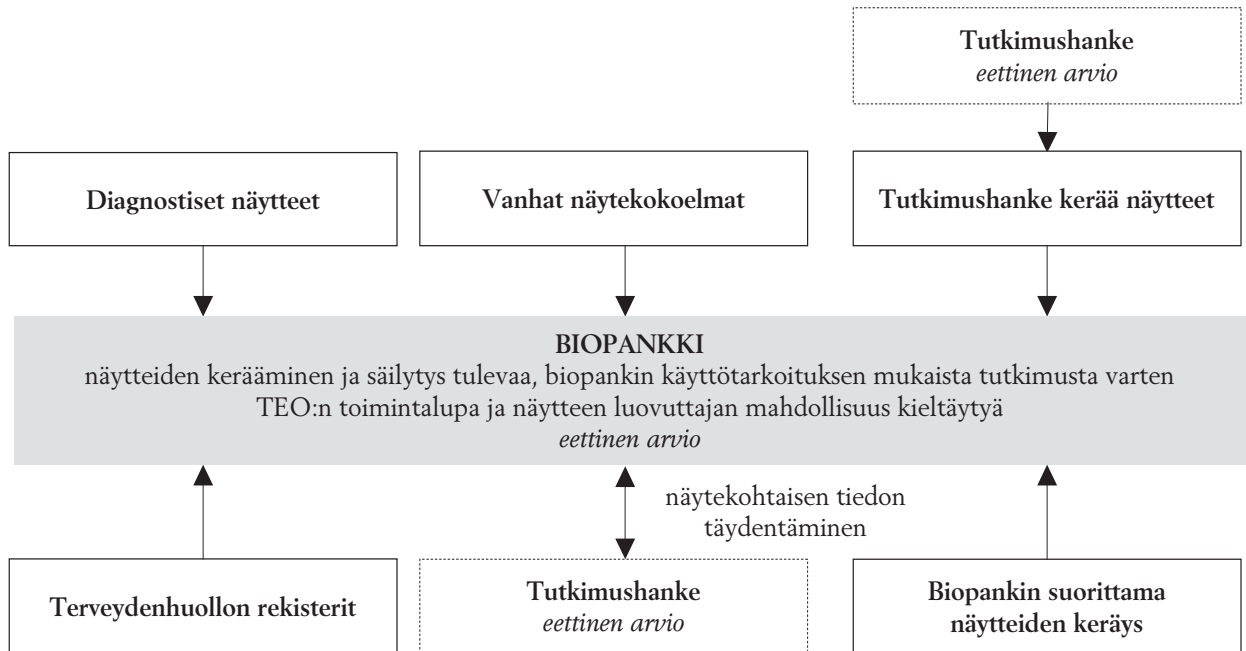 Tutkimushanke
eettinen arvio
Diagnostiset näytteet
Vanhat näytekokoelmat
Tutkimushanke kerää näytteet
BIOPANKKI
näytteiden kerääminen ja säilytys tulevaa, biopankin käyttötarkoituksen mukaista tutkimusta varten
TEO:n toimintalupa ja näytteen luovuttajan mahdollisuus kieltäytyä
eettinen arvio
näytekohtaisen tiedon
täydentäminen
Terveydenhuollon rekisterit
Tutkimushanke
eettinen arvio
Biopankin suorittama
näytteiden keräys